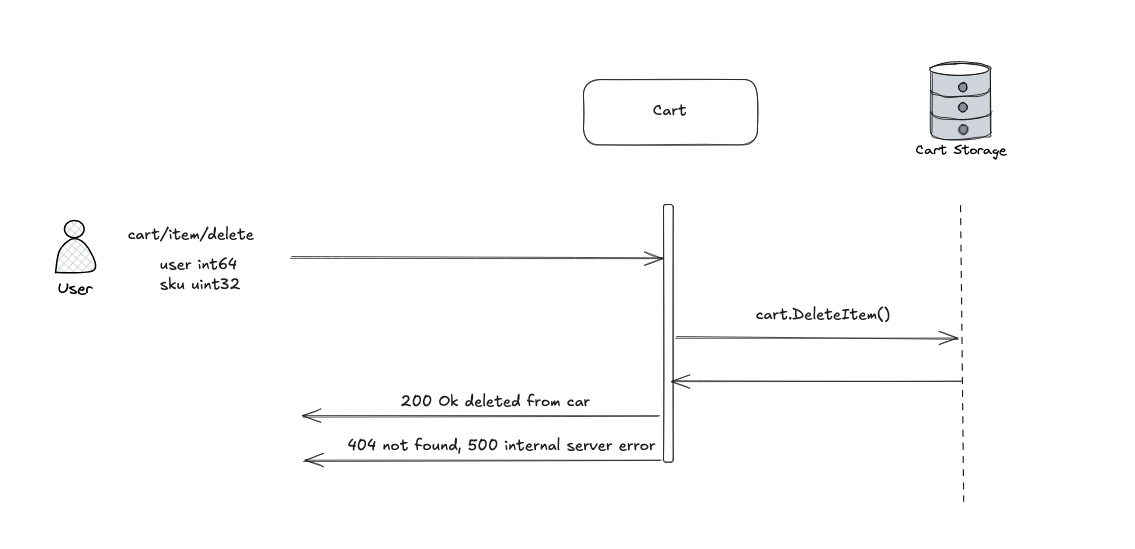 Cart
Cart Storage
cart/item/delete
user int64
sku uint32
User
cart.DeleteItem()
200 Ok deleted from car
404 not found, 500 internal server error